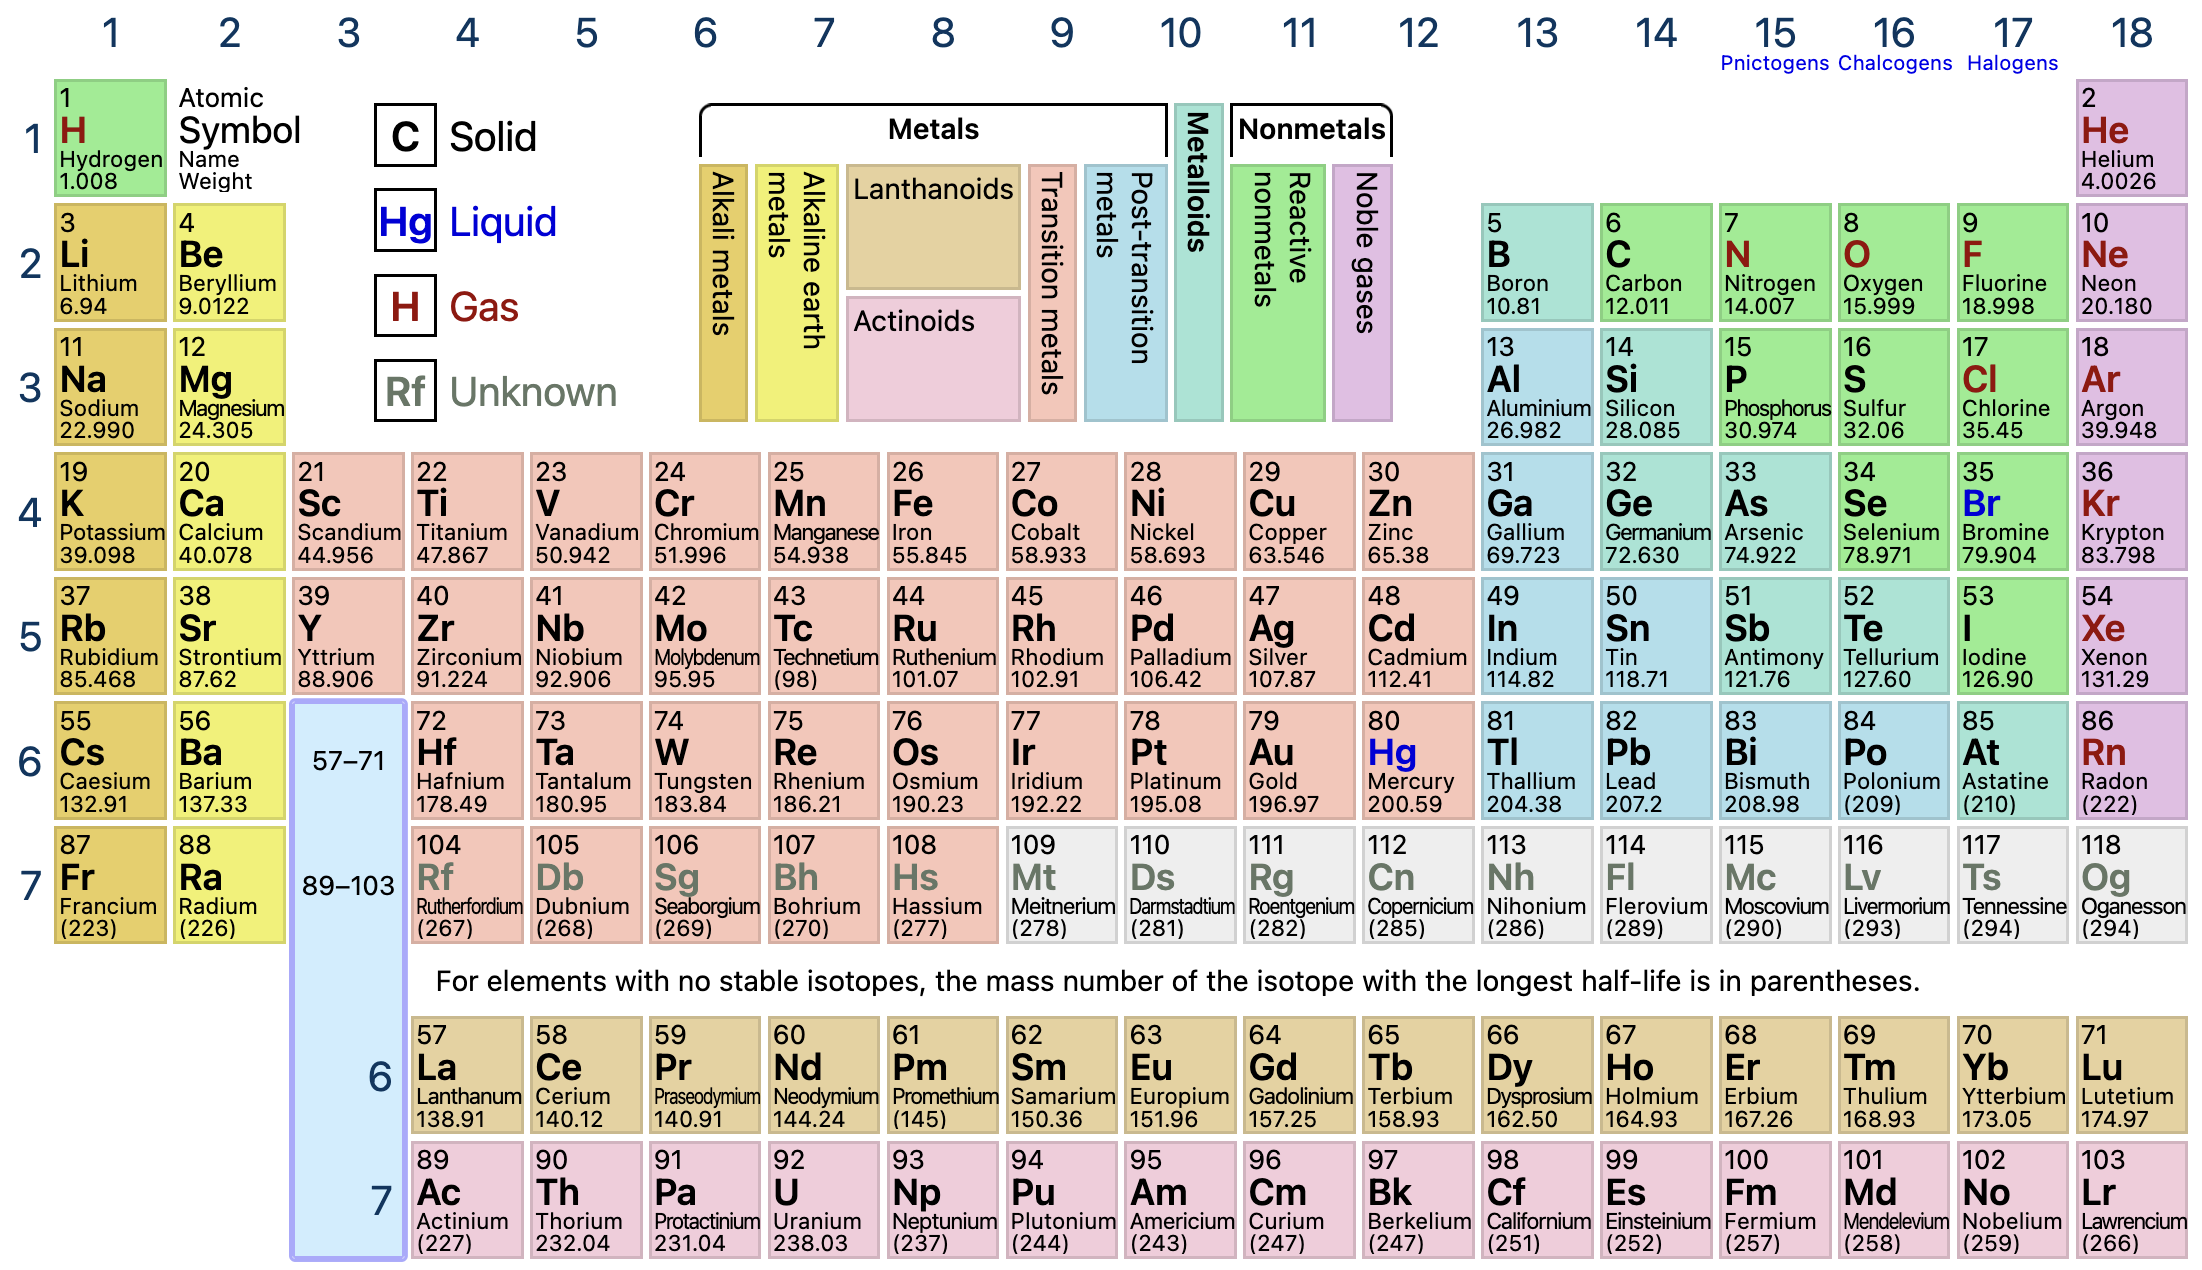 1 2 3 4 5 6 7 8 9 10 11 12 13 14 15 16 17 18
Pnictogens Chalcogens Halogens
1
1
H
Hydrogen
1.008
Atomic
Symbol
Name
Weight
C Solid
Hg Liquid
H Gas
Rf Unknown
Metals
Metalloids
Nonmetals
Alkali metals
Alkaline earth
metals
Lanthanoids
Actinoids
Transition metals
Post-transition
metals
Reactive
nonmetals
Noble gases
2
He
Helium
4.0026
2
3 4 5 6 7 8 9 10
Li Be B C N O F Ne
Lithium Beryllium Boron Carbon Nitrogen Oxygen Fluorine Neon
6.94 9.0122 10.81 12.011 14.007 15.999 18.998 20.180
3
11 12 13 14 15 16 17 18
Na Mg Al Si P S Cl Ar
Sodium Magnesium Aluminium Silicon Phosphorus Sulfur Chlorine Argon
22.990 24.305 26.982 28.085 30.974 32.06 35.45 39.948
4
19 20 21 22 23 24 25 26 27 28 29 30 31 32 33 34 35 36
K Ca Sc Ti V Cr Mn Fe Co Ni Cu Zn Ga Ge As Se Br Kr
Potassium Calcium Scandium Titanium Vanadium Chromium Manganese Iron Cobalt Nickel Copper Zinc Gallium Germanium Arsenic Selenium Bromine Krypton
39.098 40.078 44.956 47.867 50.942 51.996 54.938 55.845 58.933 58.693 63.546 65.38 69.723 72.630 74.922 78.971 79.904 83.798
5
37 38 39 40 41 42 43 44 45 46 47 48 49 50 51 52 53 54
Rb Sr Y Zr Nb Mo Tc Ru Rh Pd Ag Cd In Sn Sb Te I Xe
Rubidium Strontium Yttrium Zirconium Niobium Molybdenum Technetium Ruthenium Rhodium Palladium Silver Cadmium Indium Tin Antimony Tellurium Iodine Xenon
85.468 87.62 88.906 91.224 92.906 95.95 (98) 101.07 102.91 106.42 107.87 112.41 114.82 118.71 121.76 127.60 126.90 131.29
6
55 56 72 73 74 75 76 77 78 79 80 81 82 83 84 85 86
Cs Ba 57–71 Hf Ta W Re Os Ir Pt Au Hg Tl Pb Bi Po At Rn
Caesium Barium Hafnium Tantalum Tungsten Rhenium Osmium Iridium Platinum Gold Mercury Thallium Lead Bismuth Polonium Astatine Radon
132.91 137.33 178.49 180.95 183.84 186.21 190.23 192.22 195.08 196.97 200.59 204.38 207.2 208.98 (209) (210) (222)
7
87 88 104 105 106 107 108 109 110 111 112 113 114 115 116 117 118
Fr Ra 89–103 Rf Db Sg Bh Hs Mt Ds Rg Cn Nh Fl Mc Lv Ts Og
Francium Radium Rutherfordium Dubnium Seaborgium Bohrium Hassium Meitnerium Darmstadtium Roentgenium Copernicium Nihonium Flerovium Moscovium Livermorium Tennessine Oganesson
(223) (226) (267) (268) (269) (270) (277) (278) (281) (282) (285) (286) (289) (290) (293) (294) (294)
For elements with no stable isotopes, the mass number of the isotope with the longest half-life is in parentheses.
6
57 58 59 60 61 62 63 64 65 66 67 68 69 70 71
La Ce Pr Nd Pm Sm Eu Gd Tb Dy Ho Er Tm Yb Lu
Lanthanum Cerium Praseodymium Neodymium Promethium Samarium Europium Gadolinium Terbium Dysprosium Holmium Erbium Thulium Ytterbium Lutetium
138.91 140.12 140.91 144.24 (145) 150.36 151.96 157.25 158.93 162.50 164.93 167.26 168.93 173.05 174.97
7
89 90 91 92 93 94 95 96 97 98 99 100 101 102 103
Ac Th Pa U Np Pu Am Cm Bk Cf Es Fm Md No Lr
Actinium Thorium Protactinium Uranium Neptunium Plutonium Americium Curium Berkelium Californium Einsteinium Fermium Mendelevium Nobelium Lawrencium
(227) 232.04 231.04 238.03 (237) (244) (243) (247) (247) (251) (252) (257) (258) (259) (266)